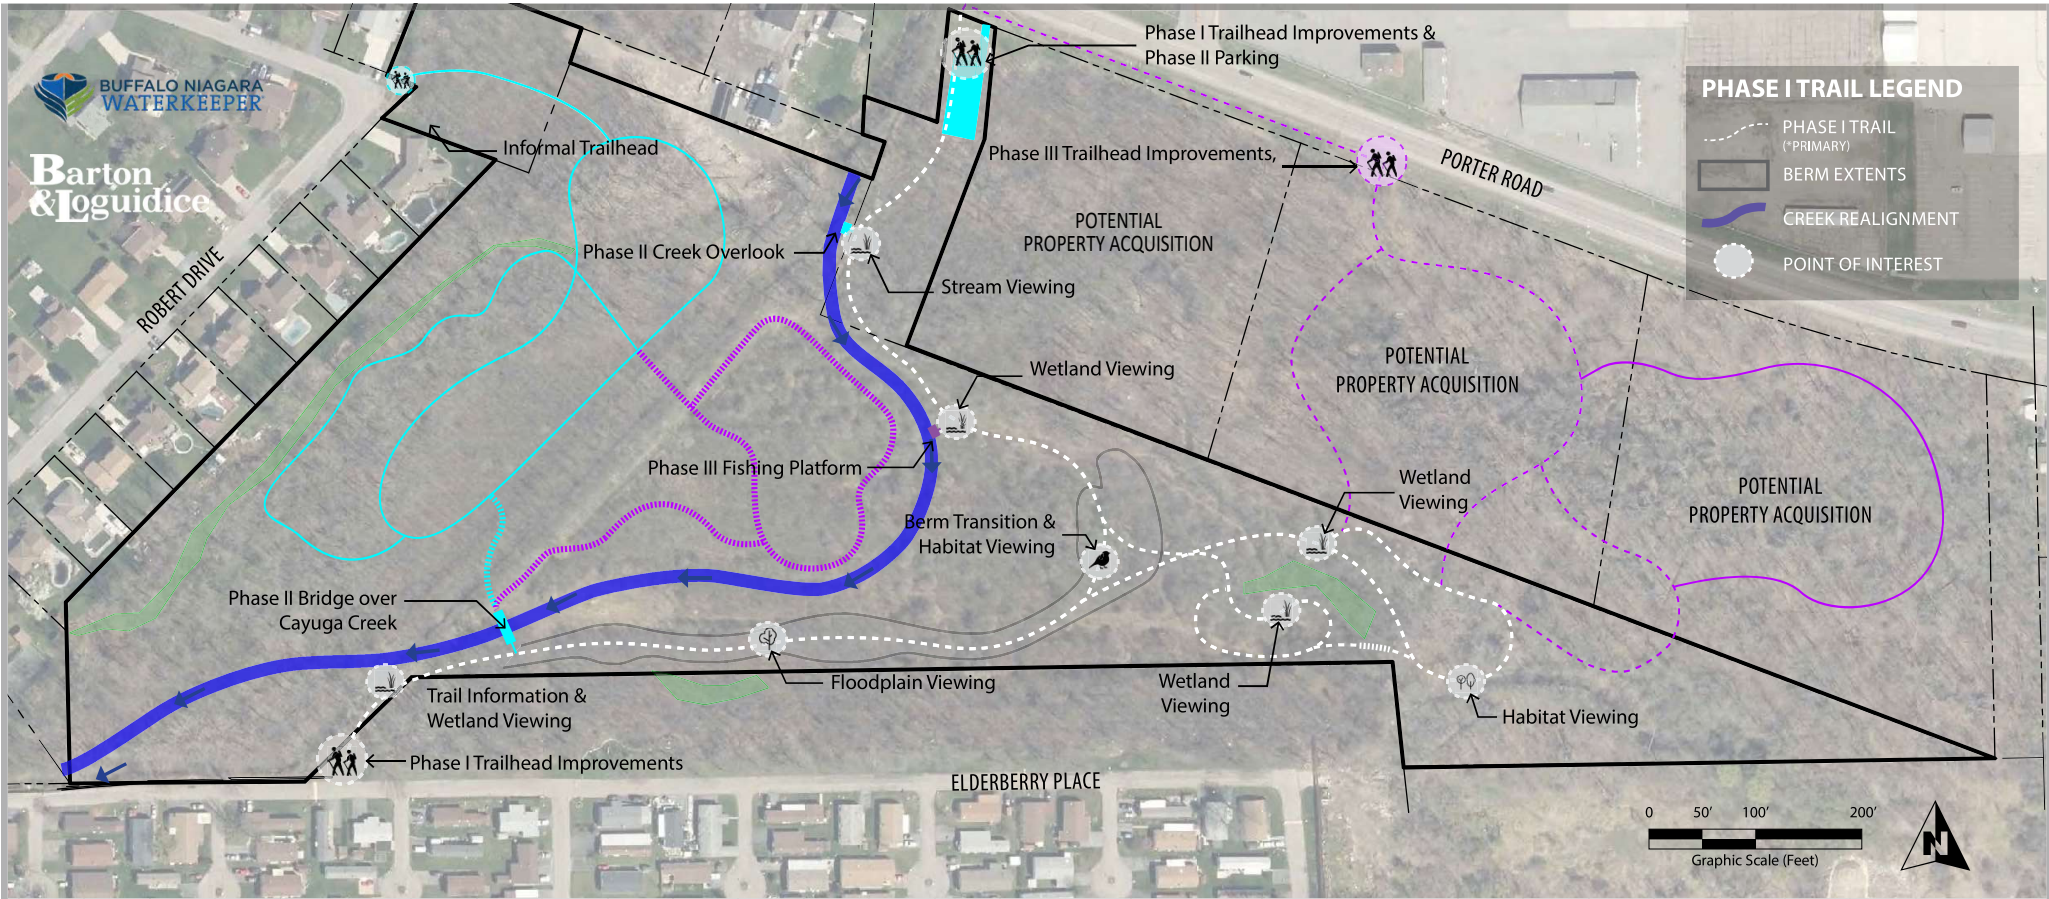 Phase I Trailhead Improvements &
Phase II Parking
BUFFALO NIAGARA
WATERKEEPER
PHASE I TRAIL LEGEND
PHASE I TRAIL
(*PRIMARY)
BERM EXTENTS
CREEK REALIGNMENT
POINT OF INTEREST
Barton
&Loguidice
Informal Trailhead
Phase III Trailhead Improvements,
PORTER ROAD
POTENTIAL
PROPERTY ACQUISITION
Phase II Creek Overlook
Stream Viewing
ROBERT DRIVE
Wetland Viewing
POTENTIAL
PROPERTY ACQUISITION
Phase III Fishing Platform
Wetland
Viewing
POTENTIAL
PROPERTY ACQUISITION
Berm Transition &
Habitat Viewing
Phase II Bridge over
Cayuga Creek
Trail Information &
Wetland Viewing
Floodplain Viewing
Wetland
Viewing
Habitat Viewing
Phase I Trailhead Improvements
ELDERBERRY PLACE
0 50' 100' 200'
Graphic Scale (Feet)
N